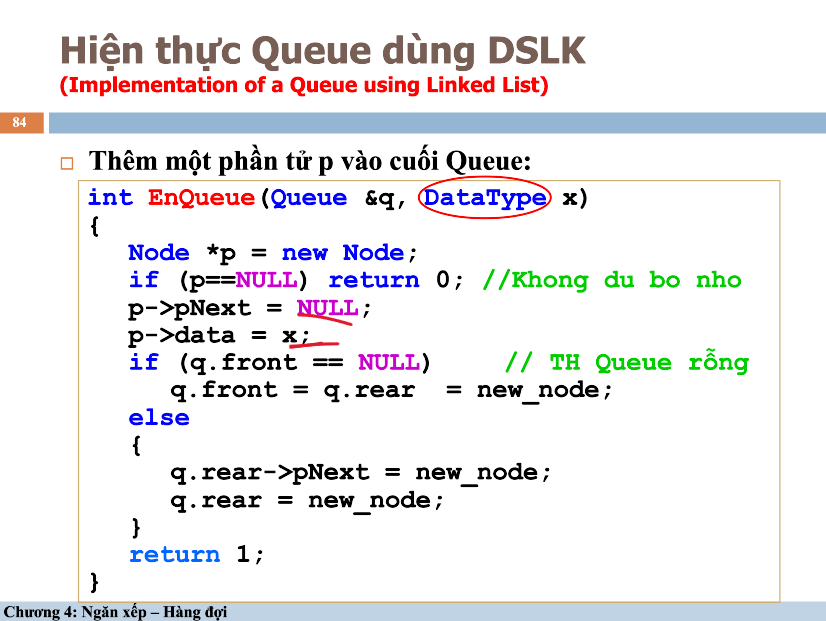 Hiện thực Queue dùng DSLK
(Implementation of a Queue using Linked List)
84
Thêm một phần tử p vào cuối Queue:
int EnQueue(Queue &q, DataType x)
{
Node *p = new Node;
if (p==NULL) return 0; //Khong du bo nho
p->pNext = NULL;
p->data = x;
if (q.front == NULL) // TH Queue rỗng
q.front = q.rear = new_node;
else
{
q.rear->pNext = new_node;
q.rear = new_node;
}
return 1;
}
Chương 4: Ngăn xếp – Hàng đợi